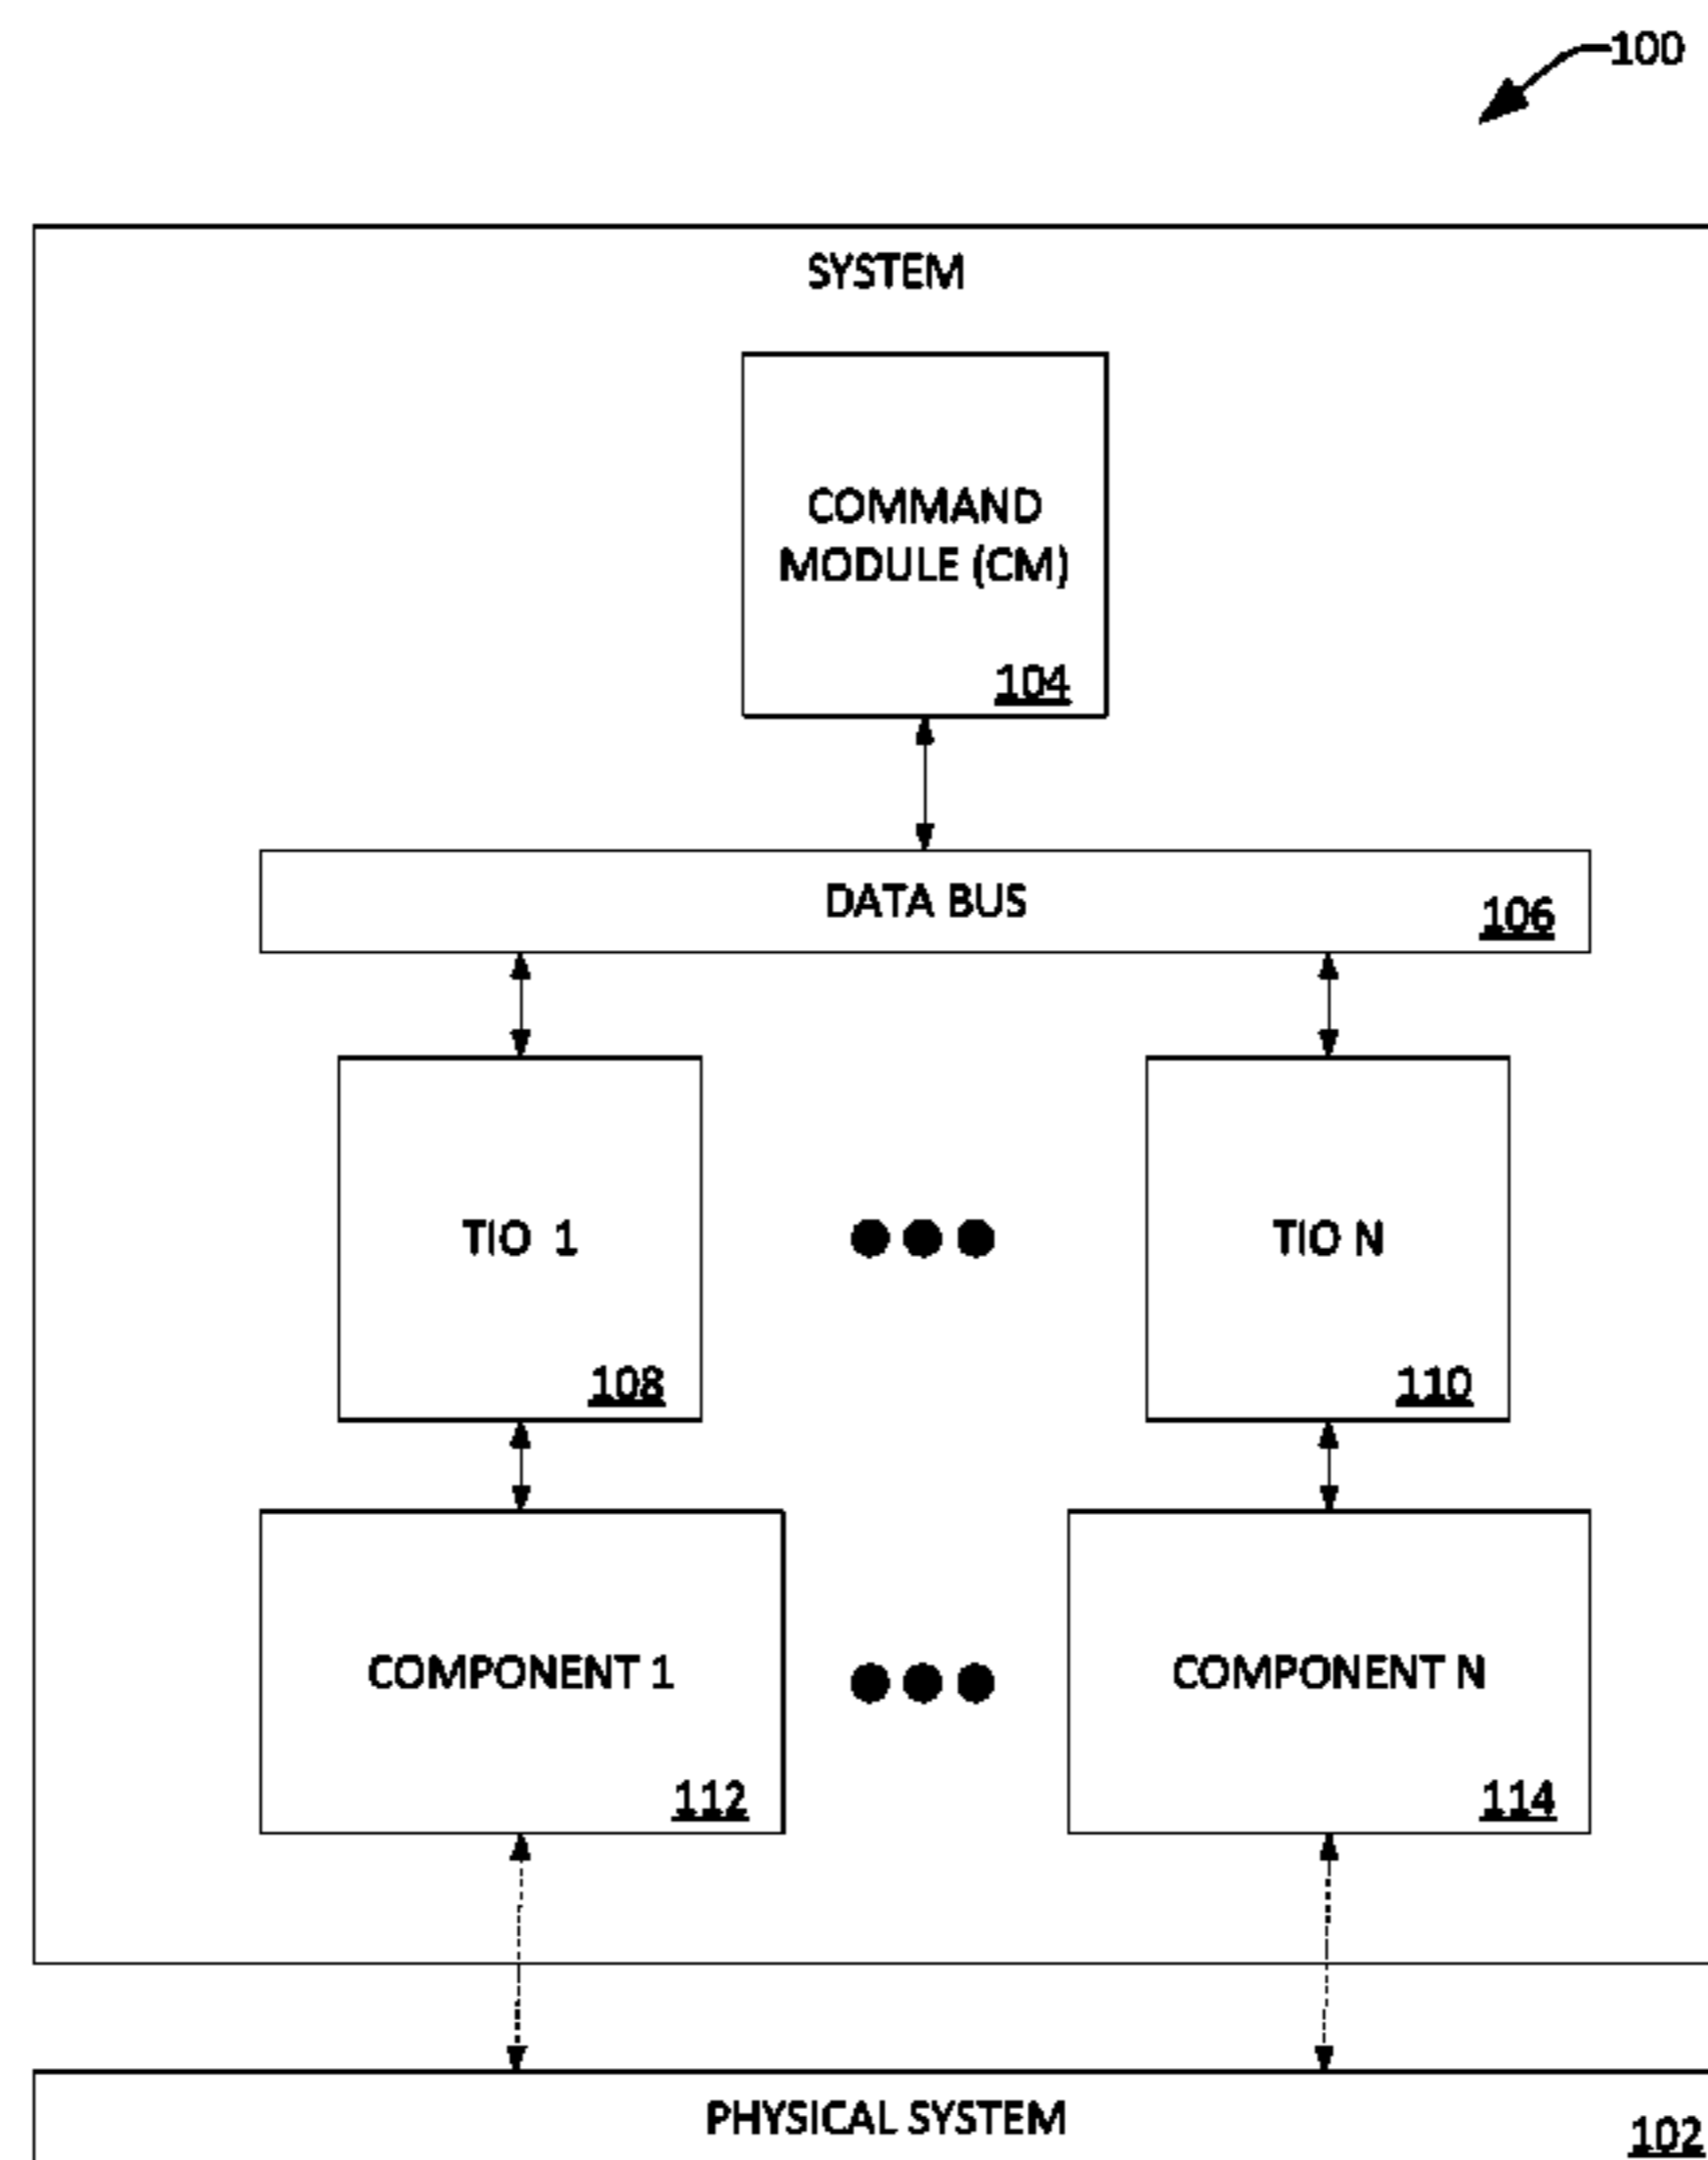 100
SYSTEM
COMMAND
MODULE (CM)
104
DATA BUS
106
TIO 1
TIO N
108
110
COMPONENT 1
COMPONENT N
112
114
PHYSICAL SYSTEM
102